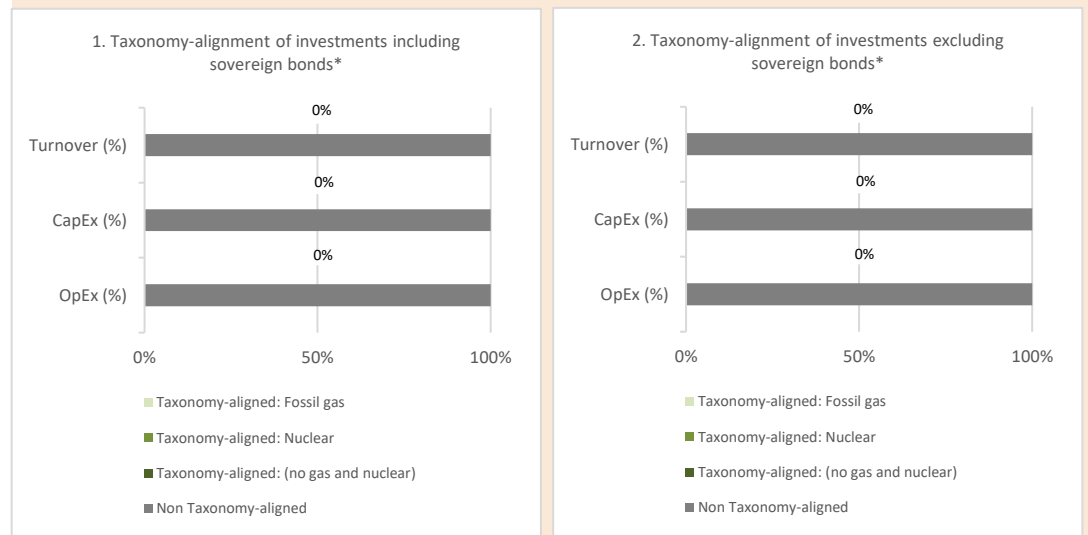 1. Taxonomy-alignment of investments including
sovereign bonds*
0%
Turnover (%)
0%
CapEx (%)
0%
OpEx (%)
0%
50%
100%
Taxonomy-aligned: Fossil gas
Taxonomy-aligned: Nuclear
Taxonomy-aligned: (no gas and nuclear)
Non Taxonomy-aligned
2. Taxonomy-alignment of investments excluding
sovereign bonds*
0%
Turnover (%)
0%
CapEx (%)
0%
OpEx (%)
0%
50%
100%
Taxonomy-aligned: Fossil gas
Taxonomy-aligned: Nuclear
Taxonomy-aligned: (no gas and nuclear)
Non Taxonomy-aligned